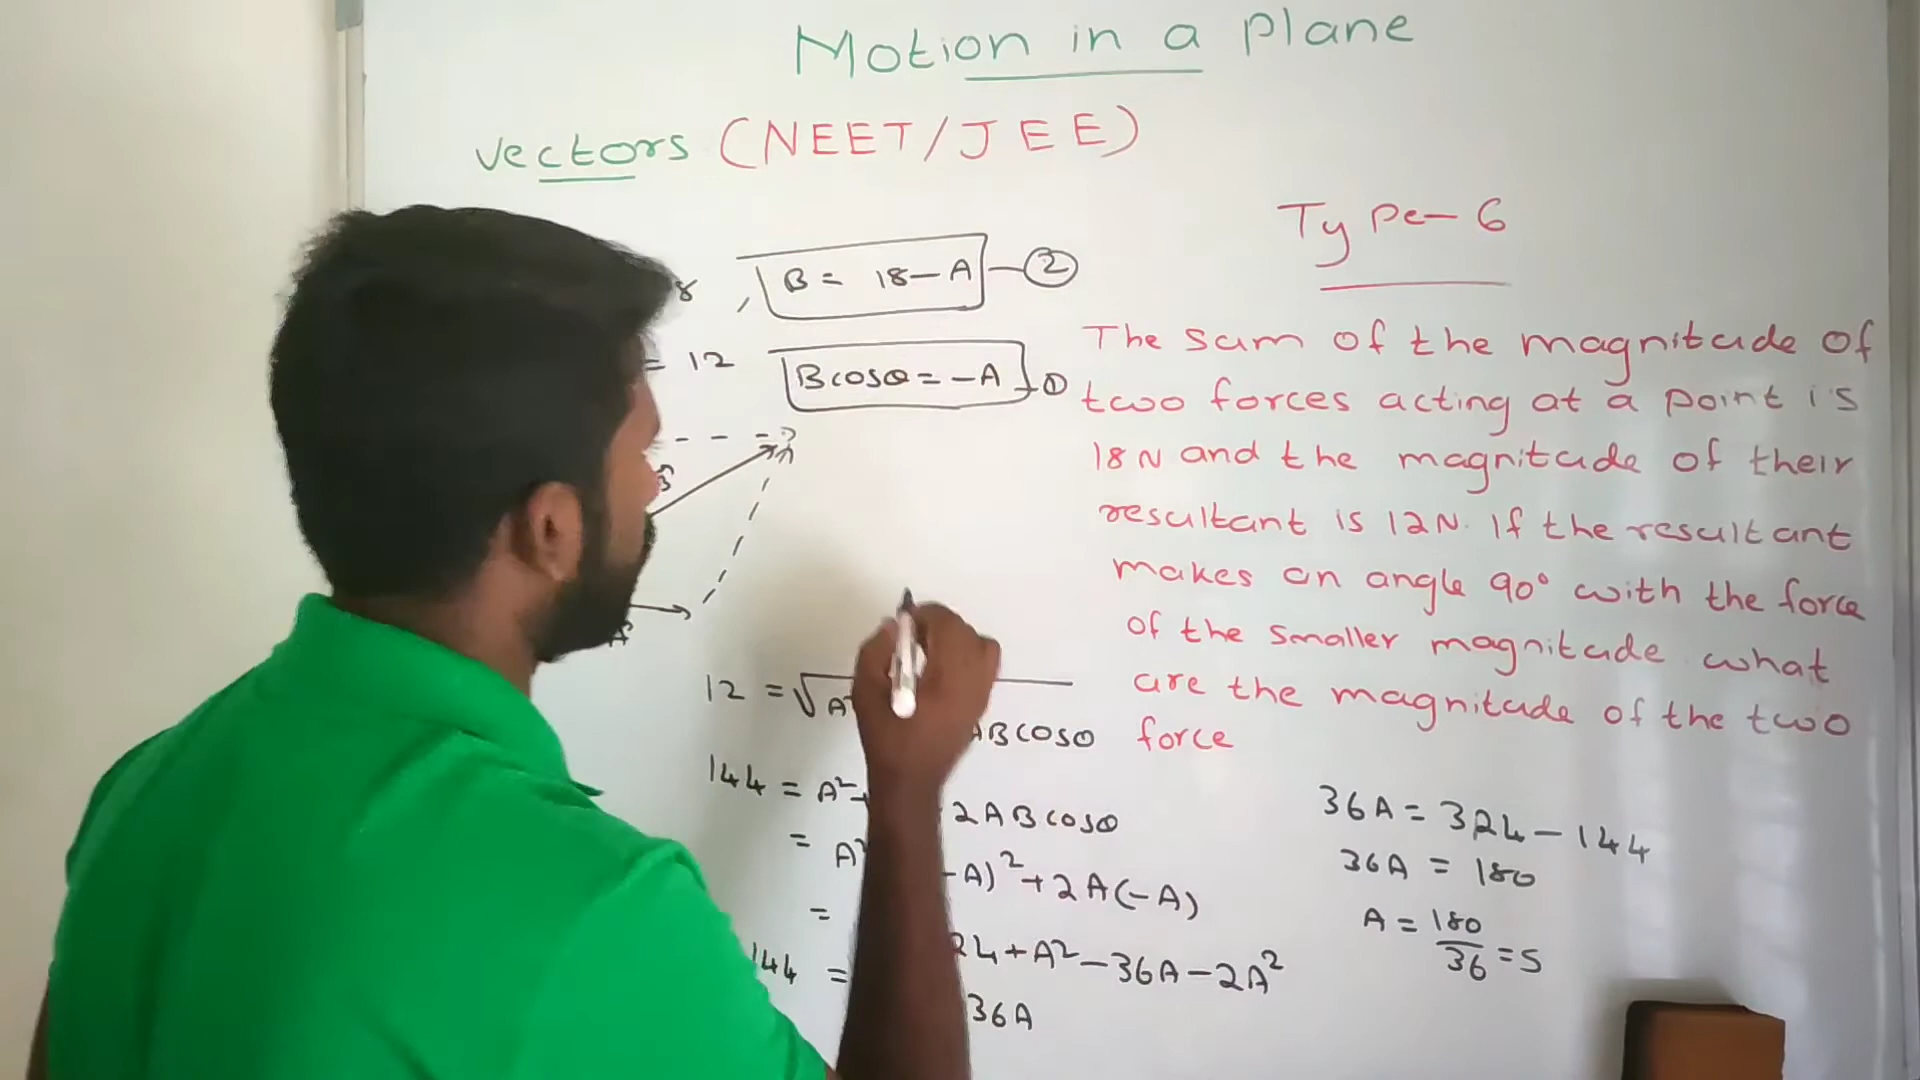 Motion in a plane
vectors (NEET/JEE)
Type-6
8 , B = 18-A - ②
= 12 Bcosθ = -A - ①
The sum of the magnitude of
two forces acting at a point is
18N and the magnitude of their
resultant is 12N. If the resultant
makes an angle 90° with the force
of the smaller magnitude what
are the magnitude of the two
force
B
A
12 = √A² ABcosθ
144 = A²+ 2ABcosθ
= A² -A)²+2A(-A)
= 24+A²-36A-2A²
144 = 36A
36A = 324-144
36A = 180
A = 180/36 = 5